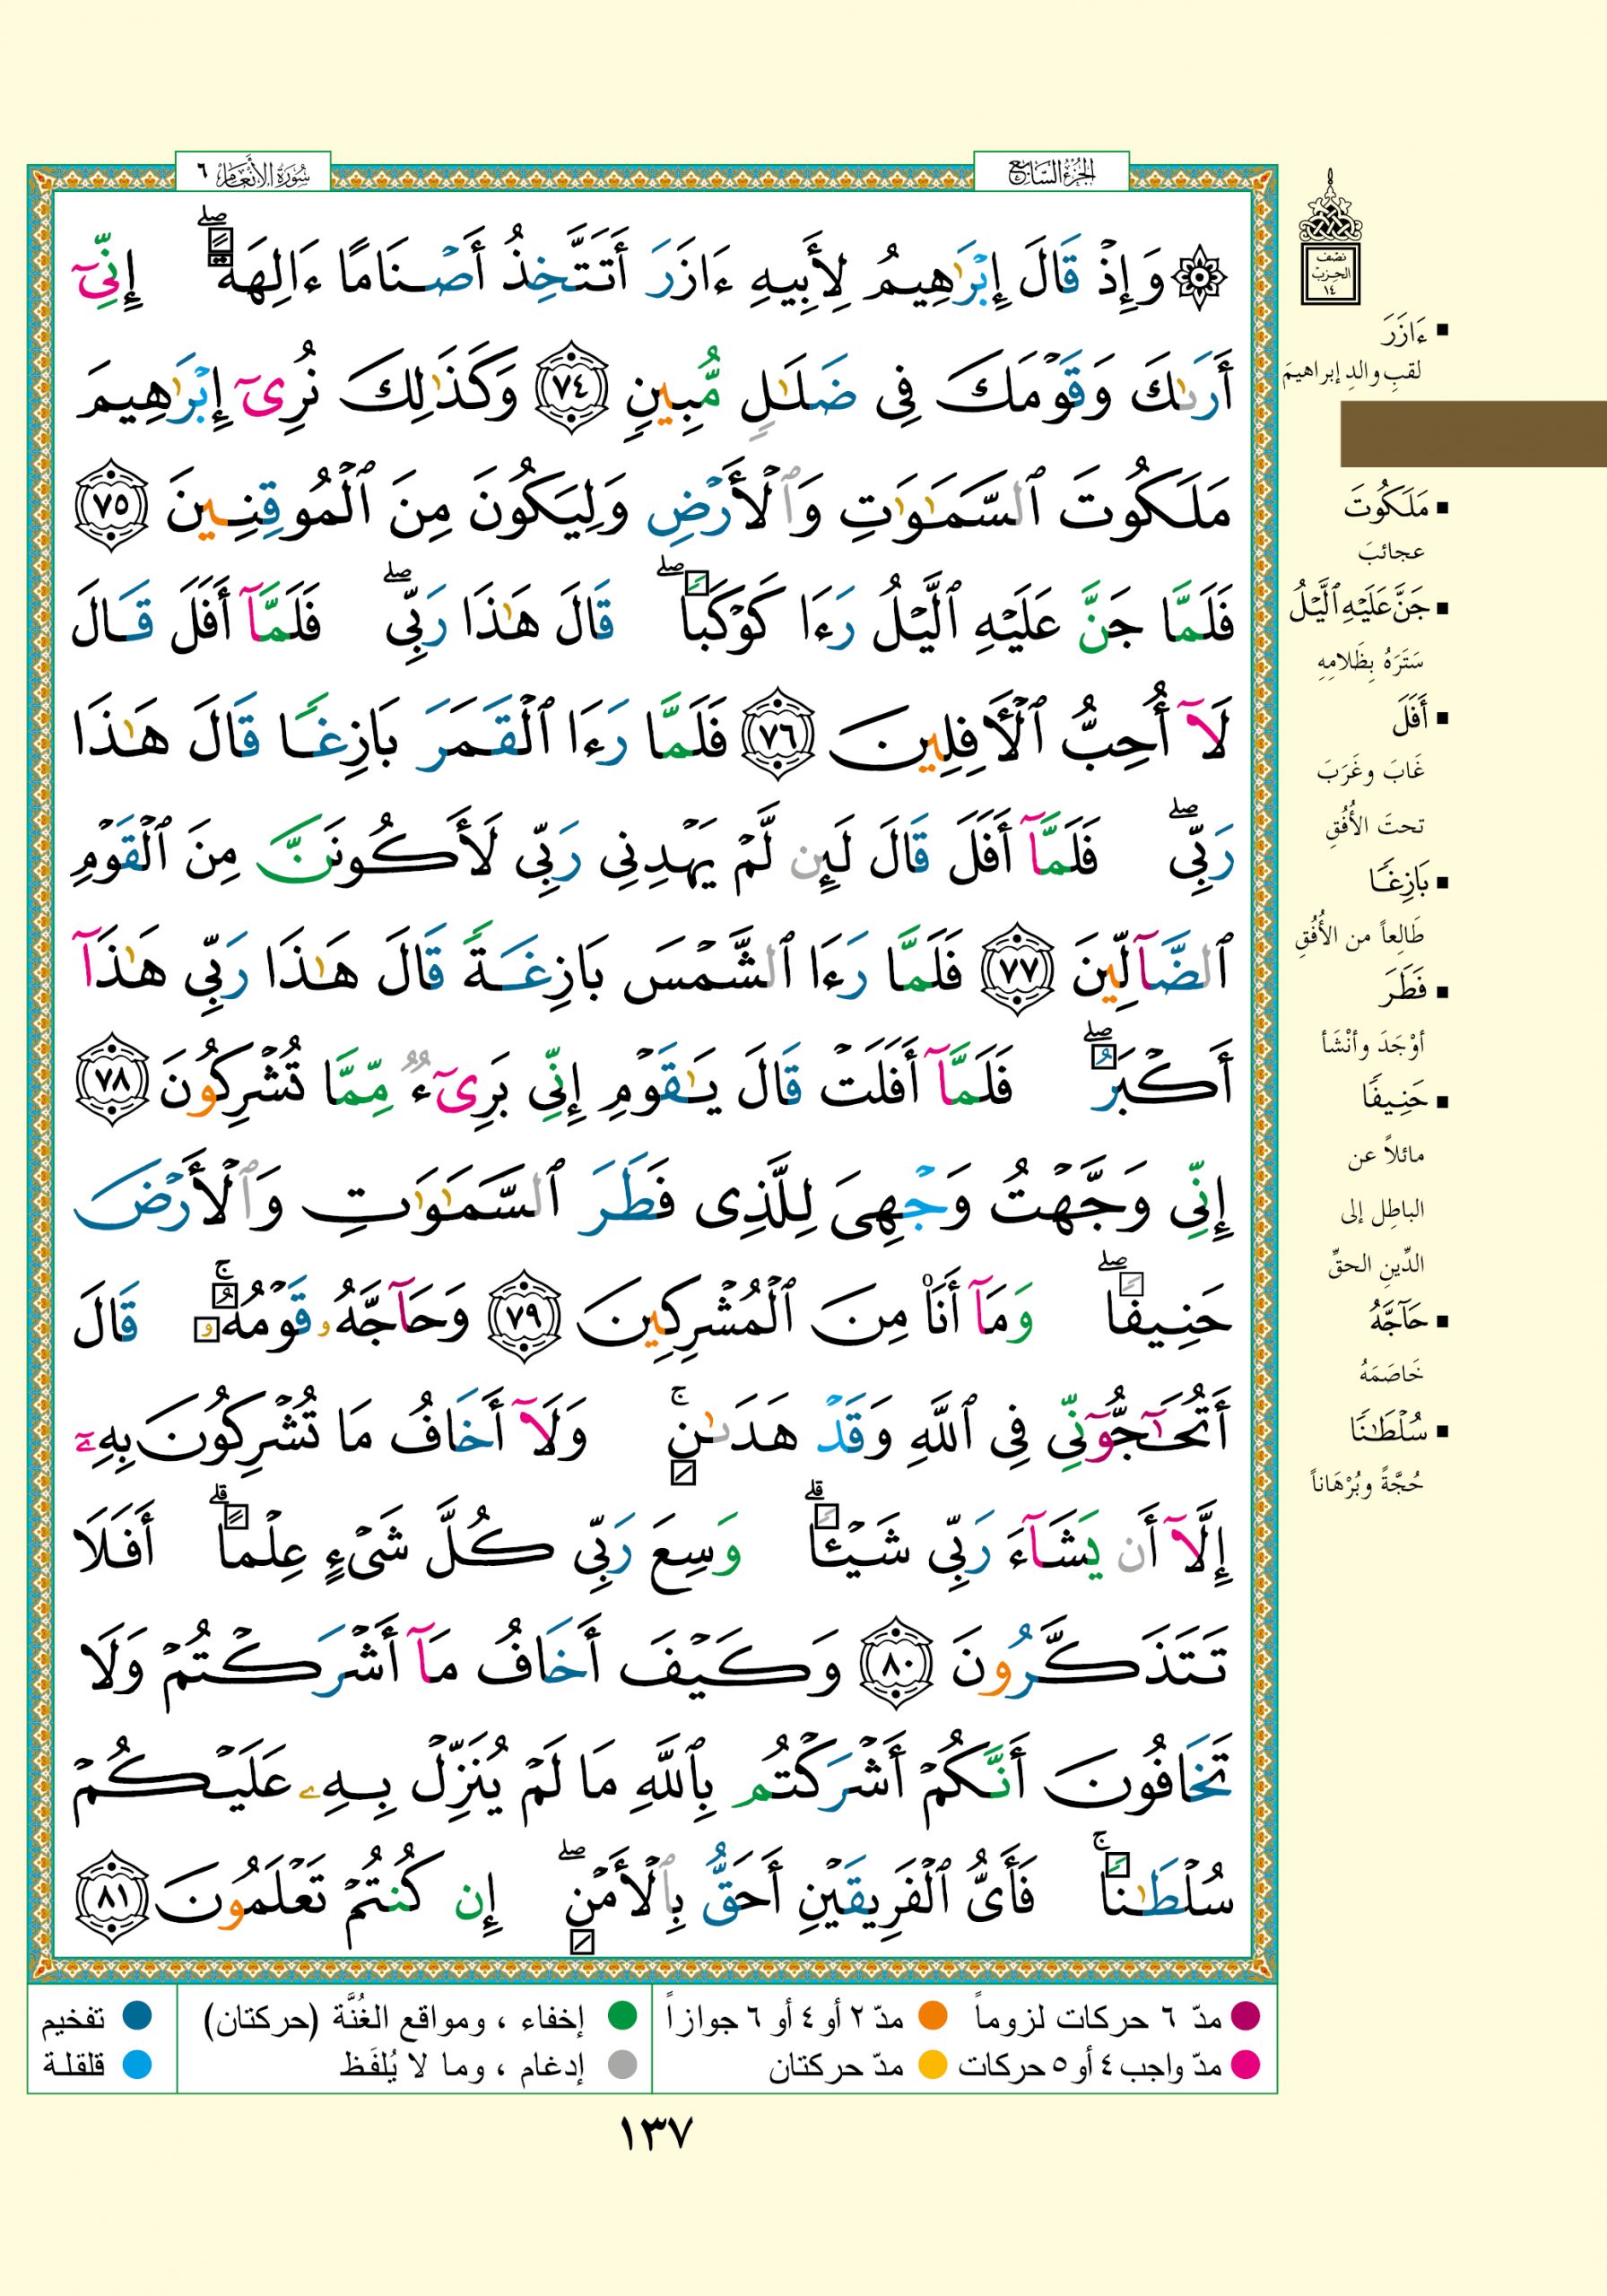 سُورَةُ الأَنْعَامِ ٦
الجُزْءُ السَّابِعُ
۞ وَإِذْ قَالَ إِبْرَٰهِيمُ لِأَبِيهِ ءَازَرَ أَتَتَّخِذُ أَصْنَامًا ءَالِهَةً ۖ إِنِّىٓ
أَرَىٰكَ وَقَوْمَكَ فِى ضَلَـٰلٍ مُّبِينٍ ٧٤ وَكَذَٰلِكَ نُرِىٓ إِبْرَٰهِيمَ
مَلَكُوتَ ٱلسَّمَـٰوَٰتِ وَٱلْأَرْضِ وَلِيَكُونَ مِنَ ٱلْمُوقِنِينَ ٧٥
فَلَمَّا جَنَّ عَلَيْهِ ٱلَّيْلُ رَءَا كَوْكَبًا ۖ قَالَ هَـٰذَا رَبِّى ۖ فَلَمَّآ أَفَلَ قَالَ
لَآ أُحِبُّ ٱلْـَٔافِلِينَ ٧٦ فَلَمَّا رَءَا ٱلْقَمَرَ بَازِغًا قَالَ هَـٰذَا
رَبِّى ۖ فَلَمَّآ أَفَلَ قَالَ لَئِن لَّمْ يَهْدِنِى رَبِّى لَأَكُونَنَّ مِنَ ٱلْقَوْمِ
ٱلضَّآلِّينَ ٧٧ فَلَمَّا رَءَا ٱلشَّمْسَ بَازِغَةً قَالَ هَـٰذَا رَبِّى هَـٰذَآ
أَكْبَرُ ۖ فَلَمَّآ أَفَلَتْ قَالَ يَـٰقَوْمِ إِنِّى بَرِىٓءٌ مِّمَّا تُشْرِكُونَ ٧٨
إِنِّى وَجَّهْتُ وَجْهِىَ لِلَّذِى فَطَرَ ٱلسَّمَـٰوَٰتِ وَٱلْأَرْضَ
حَنِيفًا ۖ وَمَآ أَنَا۠ مِنَ ٱلْمُشْرِكِينَ ٧٩ وَحَآجَّهُۥ قَوْمُهُۥ ۚ قَالَ
أَتُحَـٰٓجُّوٓنِّى فِى ٱللَّهِ وَقَدْ هَدَىٰنِ ۚ وَلَآ أَخَافُ مَا تُشْرِكُونَ بِهِۦٓ
إِلَّآ أَن يَشَآءَ رَبِّى شَيْـًٔا ۗ وَسِعَ رَبِّى كُلَّ شَىْءٍ عِلْمًا ۗ أَفَلَا
تَتَذَكَّرُونَ ٨٠ وَكَيْفَ أَخَافُ مَآ أَشْرَكْتُمْ وَلَا
تَخَافُونَ أَنَّكُمْ أَشْرَكْتُم بِٱللَّهِ مَا لَمْ يُنَزِّلْ بِهِۦ عَلَيْكُمْ
سُلْطَـٰنًا ۚ فَأَىُّ ٱلْفَرِيقَيْنِ أَحَقُّ بِٱلْأَمْنِ ۖ إِن كُنتُمْ تَعْلَمُونَ ٨١
نصف
الحزب
١٤
ءَازَرَ
لقبِ والدِ إبراهيمَ
مَلَكُوتَ
عجائبَ
جَنَّ عَلَيْهِ ٱلَّيْلُ
سَتَرَهُ بِظَلامِهِ
أَفَلَ
غَابَ وغَرَبَ
تحتَ الأُفُقِ
بَازِغًا
طَالِعاً من الأُفُقِ
فَطَرَ
أوْجَدَ وأنْشَأ
حَنِيفًا
مائلاً عن
الباطِل إلى
الدِّينِ الحقِّ
حَآجَّهُ
خَاصَمَهُ
سُلْطَـٰنًا
حُجَّةً وبُرْهَاناً
مدّ ٦ حركات لزوماً مدّ ٢ أو ٤ أو ٦ جوازاً إخفاء ، ومواقع الغُنَّة (حركتان) تفخيم
مدّ واجب ٤ أو ٥ حركات مدّ حركتان إدغام ، وما لا يُلفَظ قلقلة
١٣٧